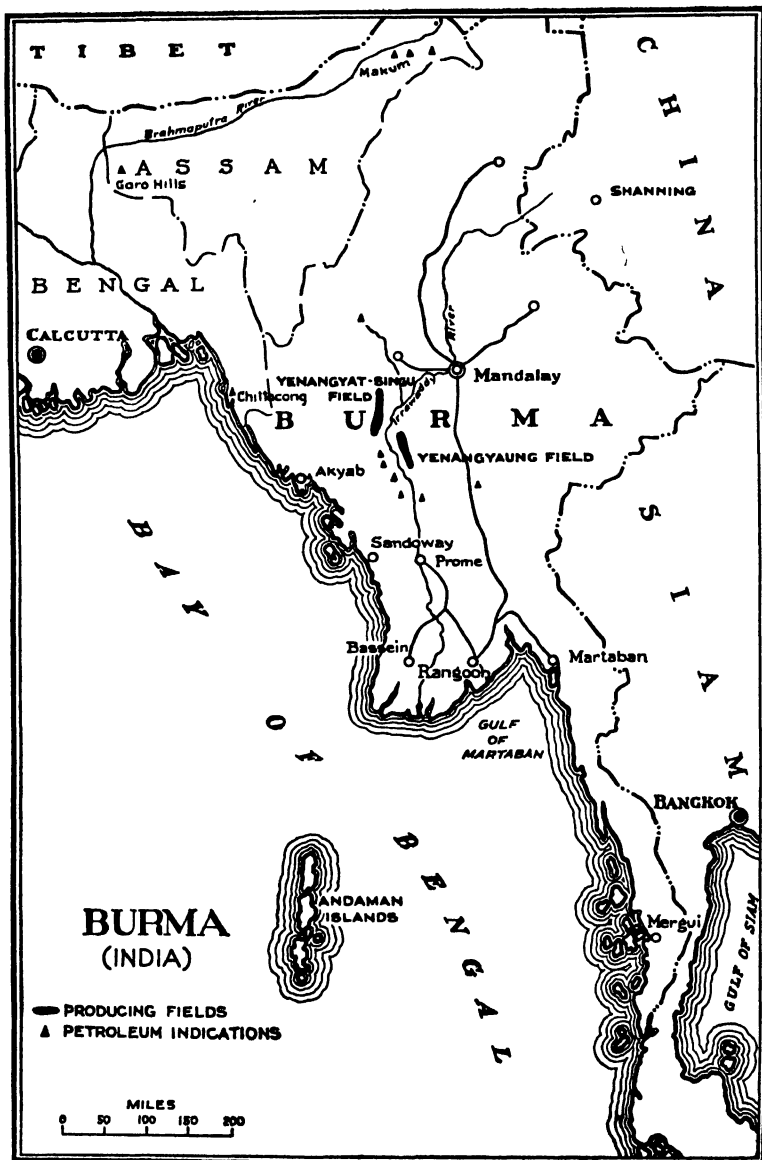 TIBET
CHINA
Makum
Brahmaputra River
ASSAM
Garo Hills
SHANNING
BENGAL
CALCUTTA
River
Mandalay
Chittacong
YENANGYAT-SINGU
FIELD
Irrawaddy
BURMA
YENANGYAUNG FIELD
Akyab
SIAM
BAY OF BENGAL
Sandoway
Prome
Bassein
Rangoon
Martaban
GULF
OF
MARTABAN
BANGKOK
ANDAMAN
ISLANDS
Mergui
GULF OF SIAM
BURMA
(INDIA)
PRODUCING FIELDS
PETROLEUM INDICATIONS
MILES
0 50 100 150 200